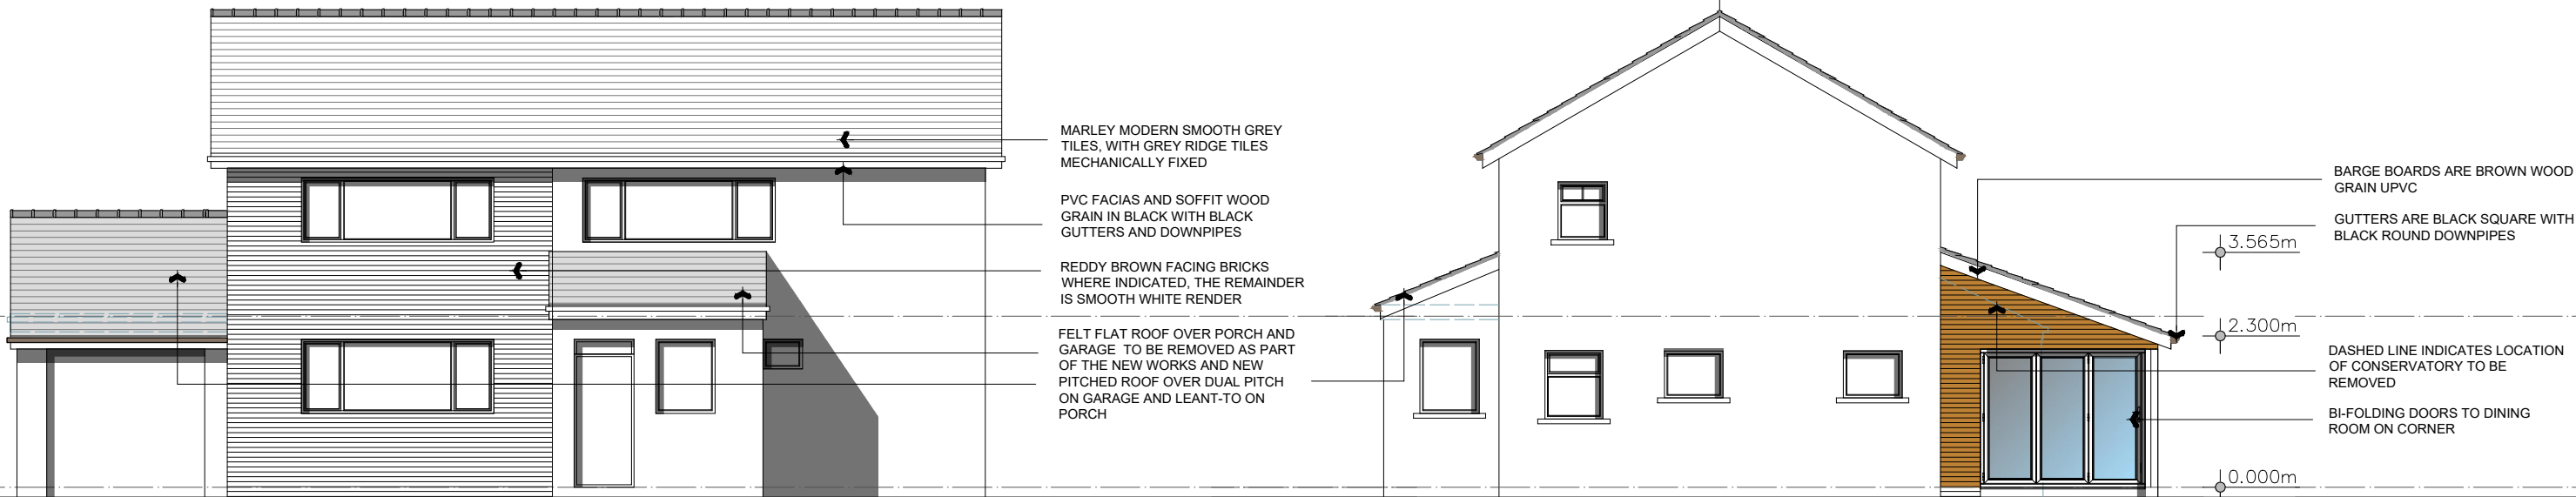 MARLEY MODERN SMOOTH GREY
TILES, WITH GREY RIDGE TILES
MECHANICALLY FIXED
PVC FACIAS AND SOFFIT WOOD
GRAIN IN BLACK WITH BLACK
GUTTERS AND DOWNPIPES
REDDY BROWN FACING BRICKS
WHERE INDICATED, THE REMAINDER
IS SMOOTH WHITE RENDER
FELT FLAT ROOF OVER PORCH AND
GARAGE TO BE REMOVED AS PART
OF THE NEW WORKS AND NEW
PITCHED ROOF OVER DUAL PITCH
ON GARAGE AND LEANT-TO ON
PORCH
BARGE BOARDS ARE BROWN WOOD
GRAIN UPVC
GUTTERS ARE BLACK SQUARE WITH
BLACK ROUND DOWNPIPES
3.565m
2.300m
DASHED LINE INDICATES LOCATION
OF CONSERVATORY TO BE
REMOVED
BI-FOLDING DOORS TO DINING
ROOM ON CORNER
0.000m